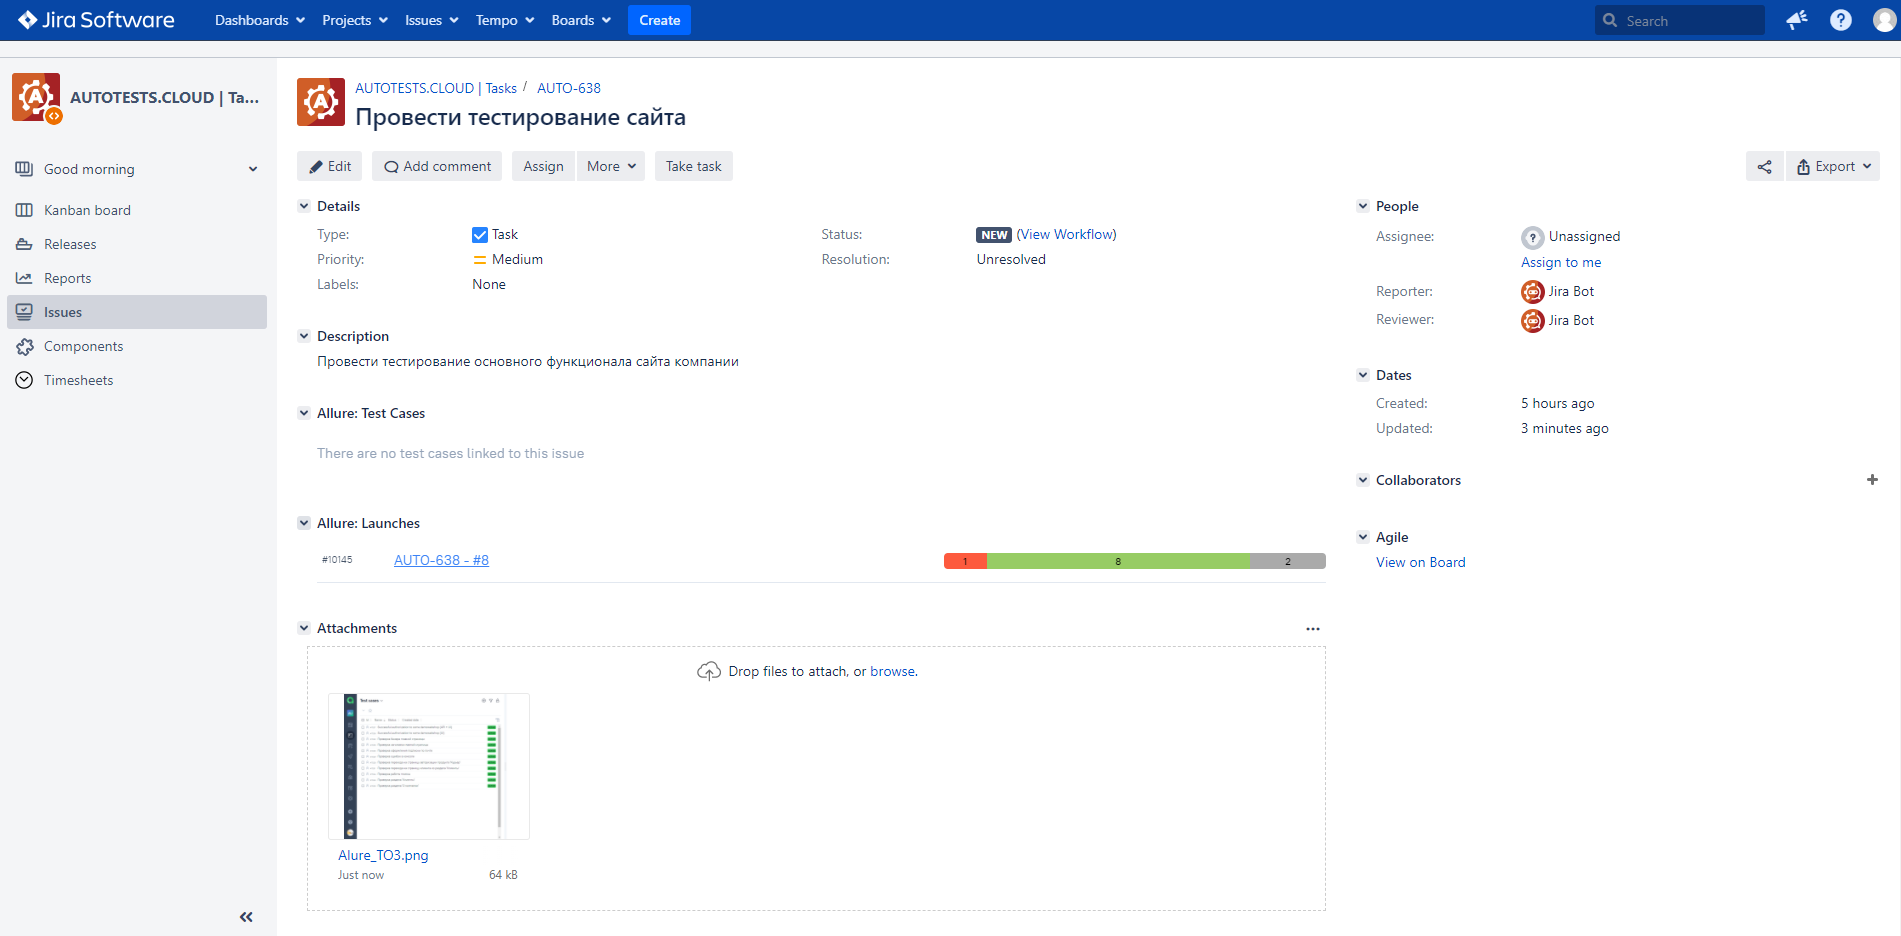 Jira Software
Dashboards Projects Issues Tempo Boards Create Search
AUTOTESTS.CLOUD | Ta...
Good morning
Kanban board
Releases
Reports
Issues
Components
Timesheets
AUTOTESTS.CLOUD | Tasks / AUTO-638
Провести тестирование сайта
Edit Add comment Assign More Take task Export
Details
Type: Task
Status: NEW (View Workflow)
Priority: Medium
Resolution: Unresolved
Labels: None
Description
Провести тестирование основного функционала сайта компании
Allure: Test Cases
There are no test cases linked to this issue
Allure: Launches
#10145 AUTO-638 - #8 1 8 2
Attachments
Drop files to attach, or browse.
Test cases
Alure_TO3.png
Just now 64 kB
People
Assignee: Unassigned
Assign to me
Reporter: Jira Bot
Reviewer: Jira Bot
Dates
Created: 5 hours ago
Updated: 3 minutes ago
Collaborators
Agile
View on Board